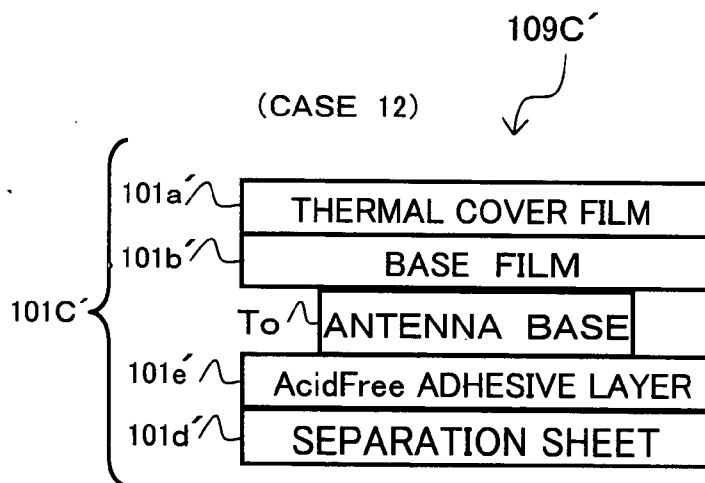 109C´
(CASE 12)
101a´ THERMAL COVER FILM
101b´ BASE FILM
101C´
To ANTENNA BASE
101e´ AcidFree ADHESIVE LAYER
101d´ SEPARATION SHEET